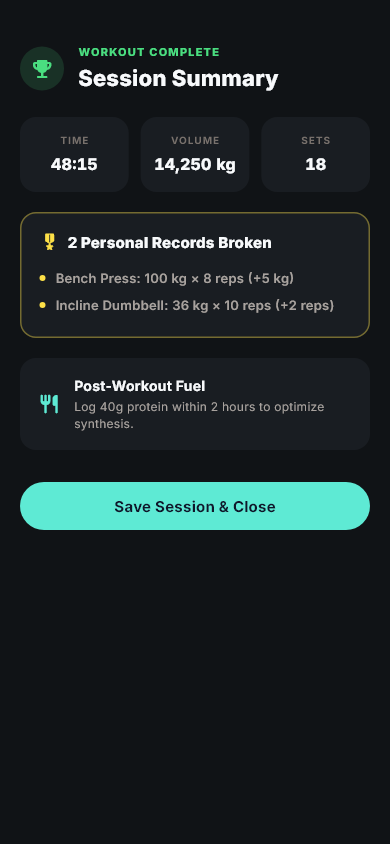 WORKOUT COMPLETE
Session Summary
TIME
48:15
VOLUME
14,250 kg
SETS
18
2 Personal Records Broken
Bench Press: 100 kg × 8 reps (+5 kg)
Incline Dumbbell: 36 kg × 10 reps (+2 reps)
Post-Workout Fuel
Log 40g protein within 2 hours to optimize
synthesis.
Save Session & Close